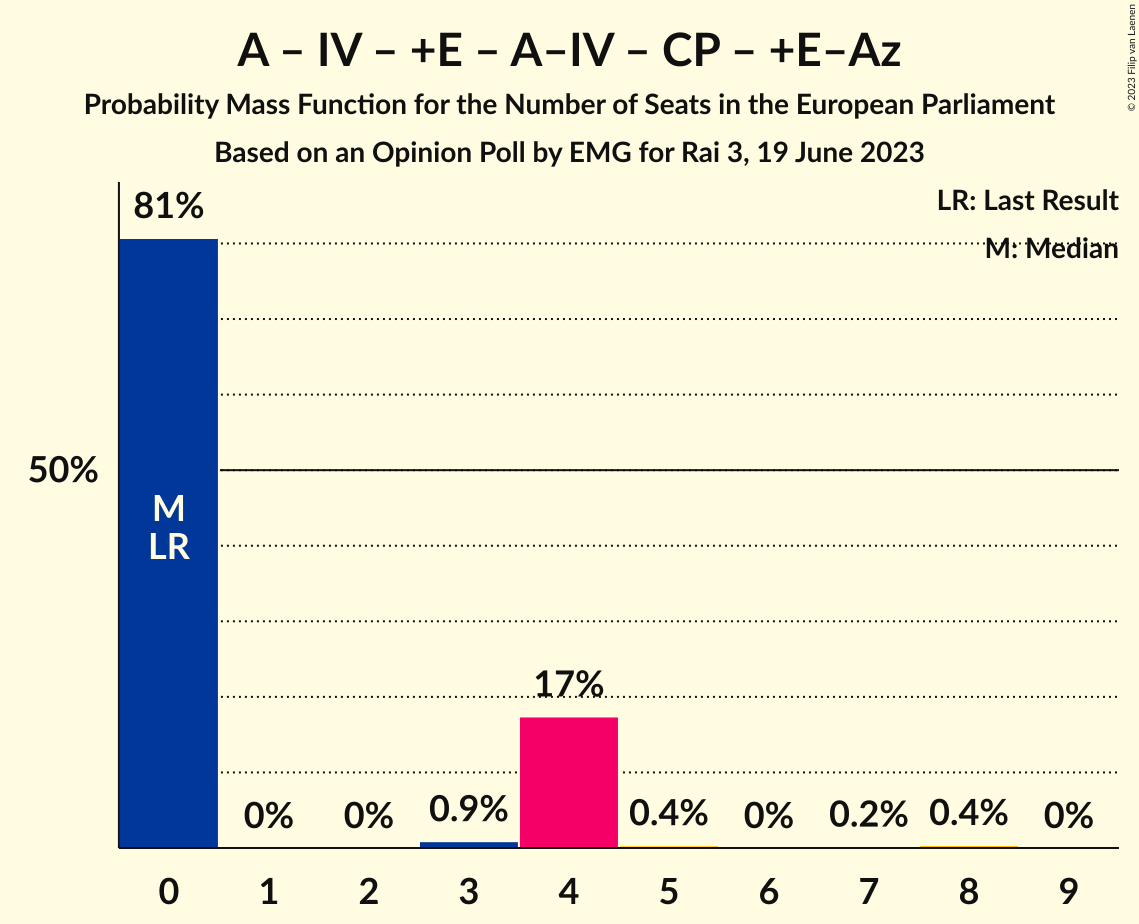 A – IV – +E – A–IV – CP – +E–Az
Probability Mass Function for the Number of Seats in the European Parliament
Based on an Opinion Poll by EMG for Rai 3, 19 June 2023
© 2023 Filip van Laenen
LR: Last Result
M: Median
81%
50%
M
LR
0% 0% 0.9% 17% 0.4% 0% 0.2% 0.4% 0%
0 1 2 3 4 5 6 7 8 9